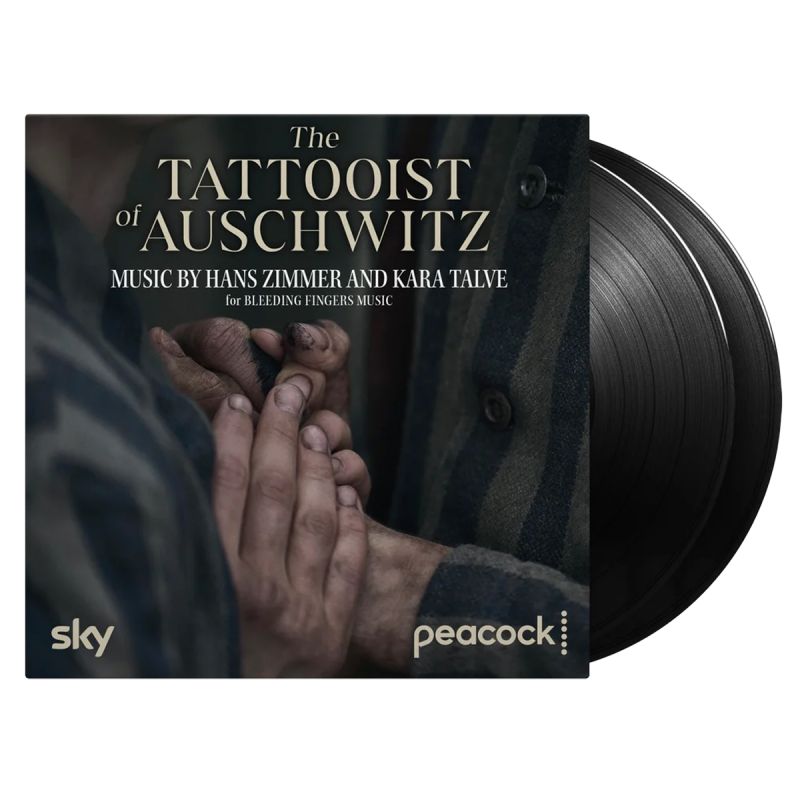 The
TATTOOIST
of AUSCHWITZ
MUSIC BY HANS ZIMMER AND KARA TALVE
for BLEEDING FINGERS MUSIC
sky
peacock